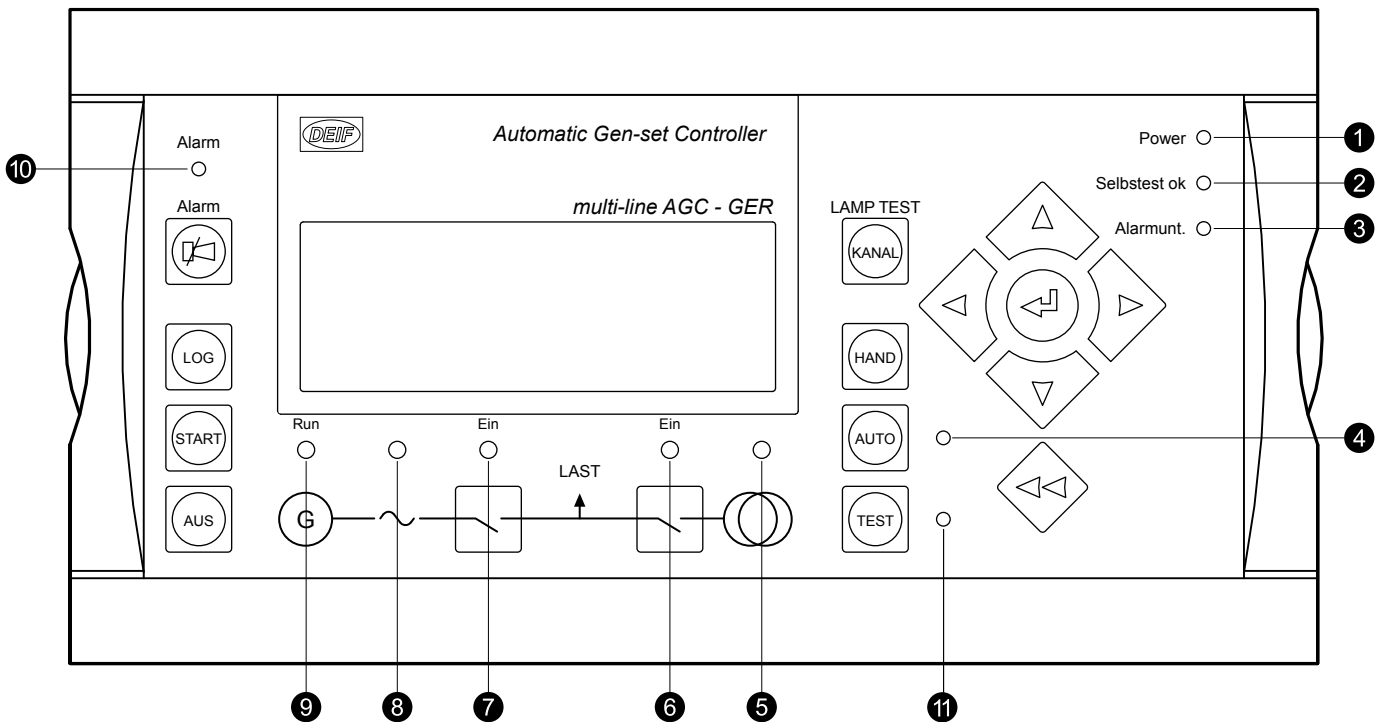 DEIF
Automatic Gen-set Controller
Power
1
Alarm
10
Selbstest ok
2
Alarm
multi-line AGC - GER
LAMP TEST
Alarmunt.
3
KANAL
LOG
HAND
START
Run
Ein
Ein
AUTO
4
LAST
AUS
G
TEST
9
8
7
6
5
11